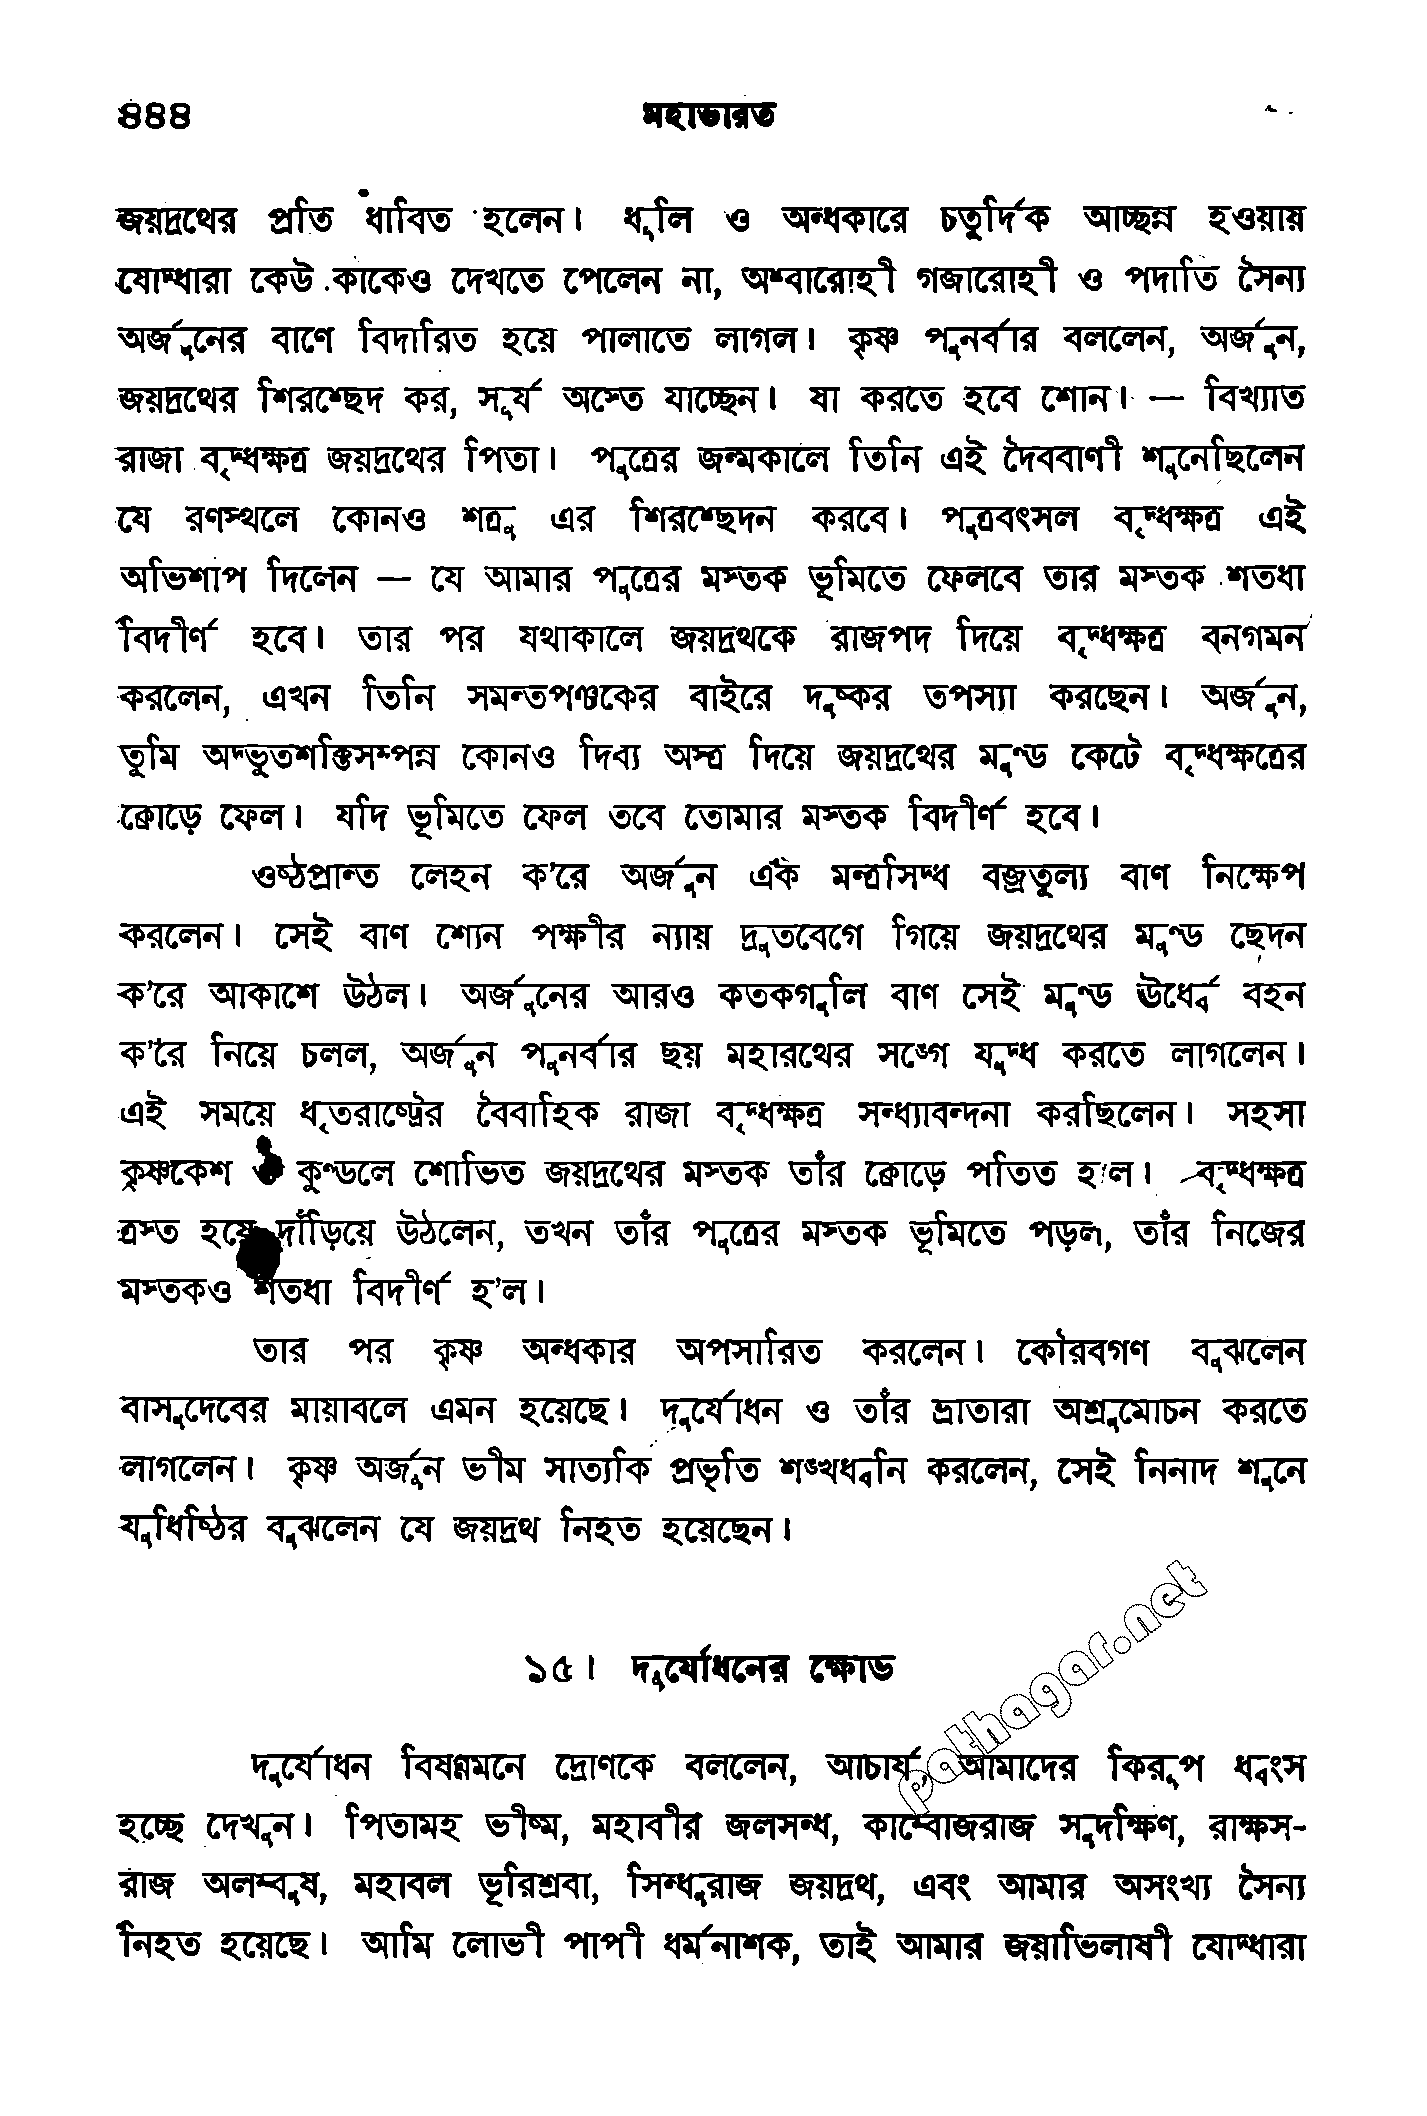 ৪৪৪ মহাভারত
জয়দ্রথের প্রতি ধাবিত হলেন। ধূলি ও অন্ধকারে চতুর্দিক আচ্ছন্ন হওয়ায়
যোদ্ধারা কেউ কাকেও দেখতে পেলেন না, অশ্বারোহী গজারোহী ও পদাতি সৈন্য
অর্জুনের বাণে বিদারিত হয়ে পালাতে লাগল। কৃষ্ণ পুনর্বার বললেন, অর্জুন,
জয়দ্রথের শিরশ্ছেদ কর, সূর্য অস্তে যাচ্ছেন। যা করতে হবে শোন। — বিখ্যাত
রাজা বৃদ্ধক্ষত্র জয়দ্রথের পিতা। পুত্রের জন্মকালে তিনি এই দৈববাণী শুনেছিলেন
যে রণস্থলে কোনও শত্রু এর শিরশ্ছেদন করবে। পুত্রবৎসল বৃদ্ধক্ষত্র এই
অভিশাপ দিলেন — যে আমার পুত্রের মস্তক ভূমিতে ফেলবে তার মস্তক শতধা
বিদীর্ণ হবে। তার পর যথাকালে জয়দ্রথকে রাজপদ দিয়ে বৃদ্ধক্ষত্র বনগমন
করলেন, এখন তিনি সমন্তপঞ্চকের বাইরে দুষ্কর তপস্যা করছেন। অর্জুন,
তুমি অদ্ভুতশক্তিসম্পন্ন কোনও দিব্য অস্ত্র দিয়ে জয়দ্রথের মুণ্ড কেটে বৃদ্ধক্ষত্রের
ক্রোড়ে ফেল। যদি ভূমিতে ফেল তবে তোমার মস্তক বিদীর্ণ হবে।
ওষ্ঠপ্রান্ত লেহন ক’রে অর্জুন এক মন্ত্রসিদ্ধ বজ্রতুল্য বাণ নিক্ষেপ
করলেন। সেই বাণ শ্যেন পক্ষীর ন্যায় দ্রুতবেগে গিয়ে জয়দ্রথের মুণ্ড ছেদন
ক’রে আকাশে উঠল। অর্জুনের আরও কতকগুলি বাণ সেই মুণ্ড ঊর্ধ্বে বহন
ক’রে নিয়ে চলল, অর্জুন পুনর্বার ছয় মহারথের সঙ্গে যুদ্ধ করতে লাগলেন।
এই সময়ে ধৃতরাষ্ট্রের বৈবাহিক রাজা বৃদ্ধক্ষত্র সন্ধ্যাবন্দনা করছিলেন। সহসা
কৃষ্ণকেশ ও কুণ্ডলে শোভিত জয়দ্রথের মস্তক তাঁর ক্রোড়ে পতিত হ’ল। বৃদ্ধক্ষত্র
ত্রস্ত হয়ে দাঁড়িয়ে উঠলেন, তখন তাঁর পুত্রের মস্তক ভূমিতে পড়ল, তাঁর নিজের
মস্তকও শতধা বিদীর্ণ হ’ল।
তার পর কৃষ্ণ অন্ধকার অপসারিত করলেন। কৌরবগণ বুঝলেন
বাসুদেবের মায়াবলে এমন হয়েছে। দুর্যোধন ও তাঁর ভ্রাতারা অশ্রুমোচন করতে
লাগলেন। কৃষ্ণ অর্জুন ভীম সাত্যকি প্রভৃতি শঙ্খধ্বনি করলেন, সেই নিনাদ শুনে
যুধিষ্ঠির বুঝলেন যে জয়দ্রথ নিহত হয়েছেন।
১৫। দুর্যোধনের ক্ষোভ
দুর্যোধন বিষণ্ণমনে দ্রোণকে বললেন, আচার্য, আমাদের কিরূপ ধ্বংস
হচ্ছে দেখুন। পিতামহ ভীষ্ম, মহাবীর জলসন্ধ, কাম্বোজরাজ সুদক্ষিণ, রাক্ষস-
রাজ অলম্বুষ, মহাবল ভূরিশ্রবা, সিন্ধুরাজ জয়দ্রথ, এবং আমার অসংখ্য সৈন্য
নিহত হয়েছে। আমি লোভী পাপী ধর্মনাশক, তাই আমার জয়াভিলাষী যোদ্ধারা
pathagar.net